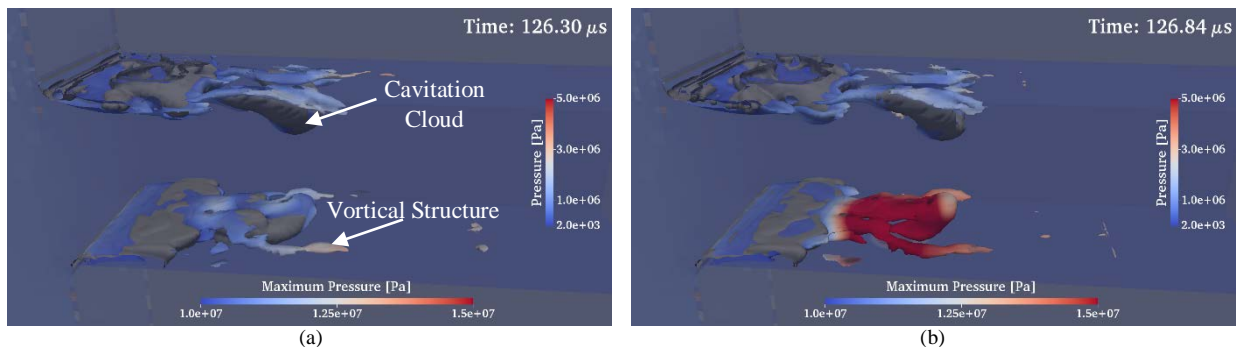 Time: 126.30 μs
Cavitation
Cloud
5.0e+06
3.0e+06
1.0e+06
2.0e+03
Pressure [Pa]
Vortical Structure
Maximum Pressure [Pa]
1.0e+07 1.25e+07 1.5e+07
(a)
Time: 126.84 μs
5.0e+06
3.0e+06
1.0e+06
2.0e+03
Pressure [Pa]
Maximum Pressure [Pa]
1.0e+07 1.25e+07 1.5e+07
(b)